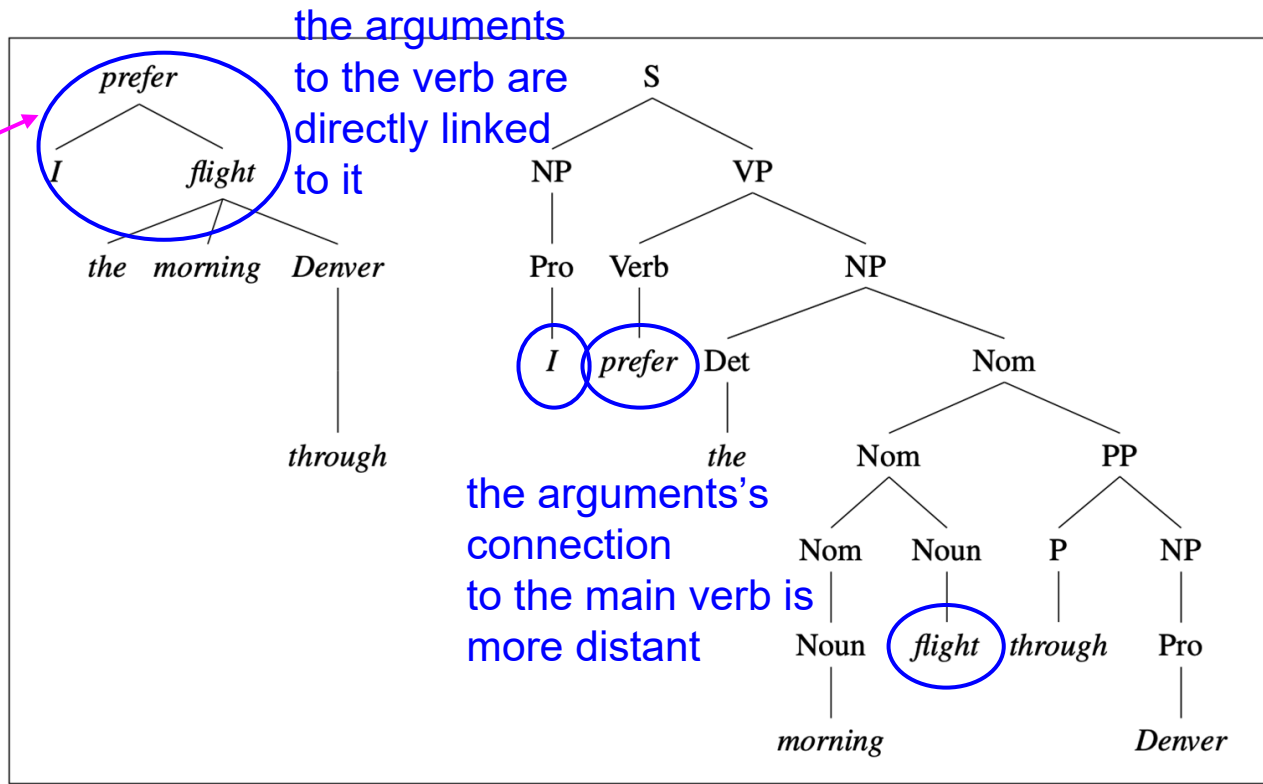 the arguments
to the verb are
directly linked
to it
prefer
I flight
the morning Denver
through
S
NP VP
Pro Verb NP
I prefer Det Nom
the Nom PP
Nom Noun P NP
Noun flight through Pro
morning Denver
the arguments's
connection
to the main verb is
more distant